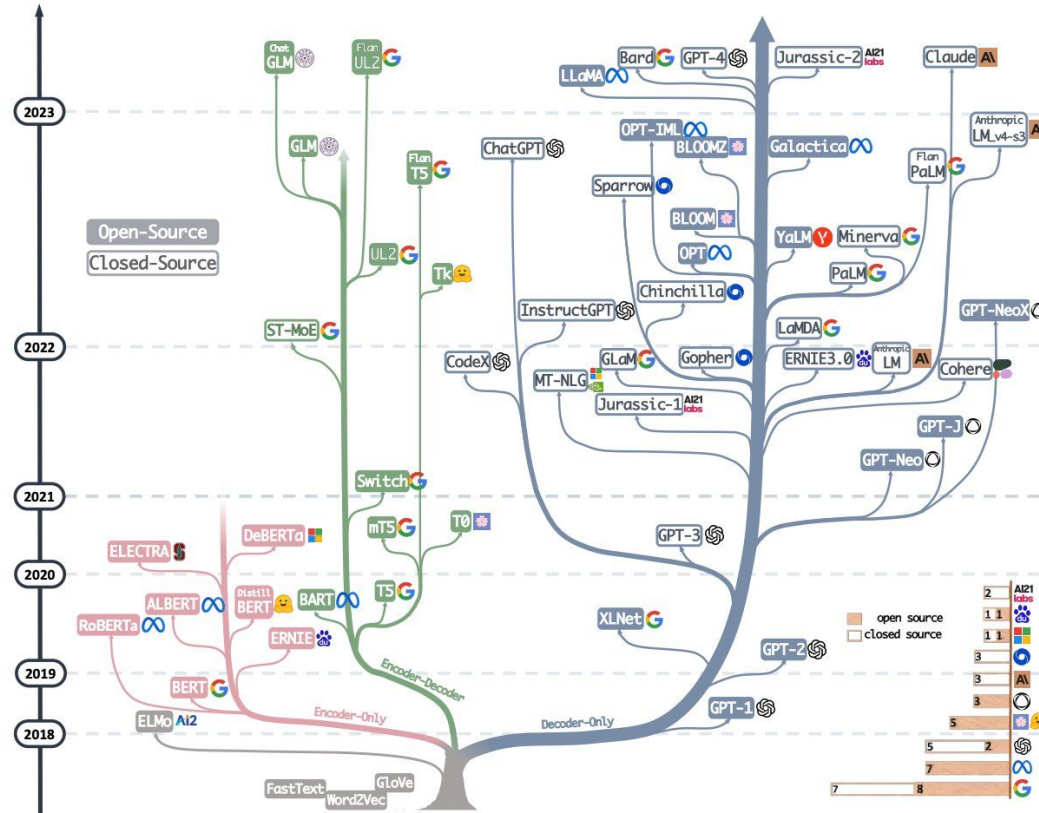 Chat
GLM
Flan
UL2
Bard
GPT-4
Jurassic-2
AI21
labs
Claude
A\
LLaMA
2023
OPT-IML
Anthropic
LM_v4-s3
A\
GLM
ChatGPT
BLOOMZ
Galactica
Flan
T5
Flan
PaLM
Sparrow
Open-Source
BLOOM
YaLM
Minerva
Closed-Source
UL2
OPT
Tk
PaLM
Chinchilla
InstructGPT
GPT-NeoX
ST-MoE
LaMDA
2022
CodeX
GLaM
Gopher
ERNIE3.0
Anthropic
LM
A\
Cohere
MT-NLG
Jurassic-1
AI21
labs
GPT-J
GPT-Neo
Switch
2021
mT5
T0
DeBERTa
GPT-3
ELECTRA
2020
BART
T5
Distill
BERT
ALBERT
RoBERTa
ERNIE
XLNet
GPT-2
2019
Encoder-Decoder
BERT
Encoder-Only
Decoder-Only
GPT-1
ELMo
Ai2
2018
FastText
Word2Vec
GloVe
open source
closed source
2
AI21
labs
1 1
1 1
3
3
A\
3
5
5 2
7
7 8